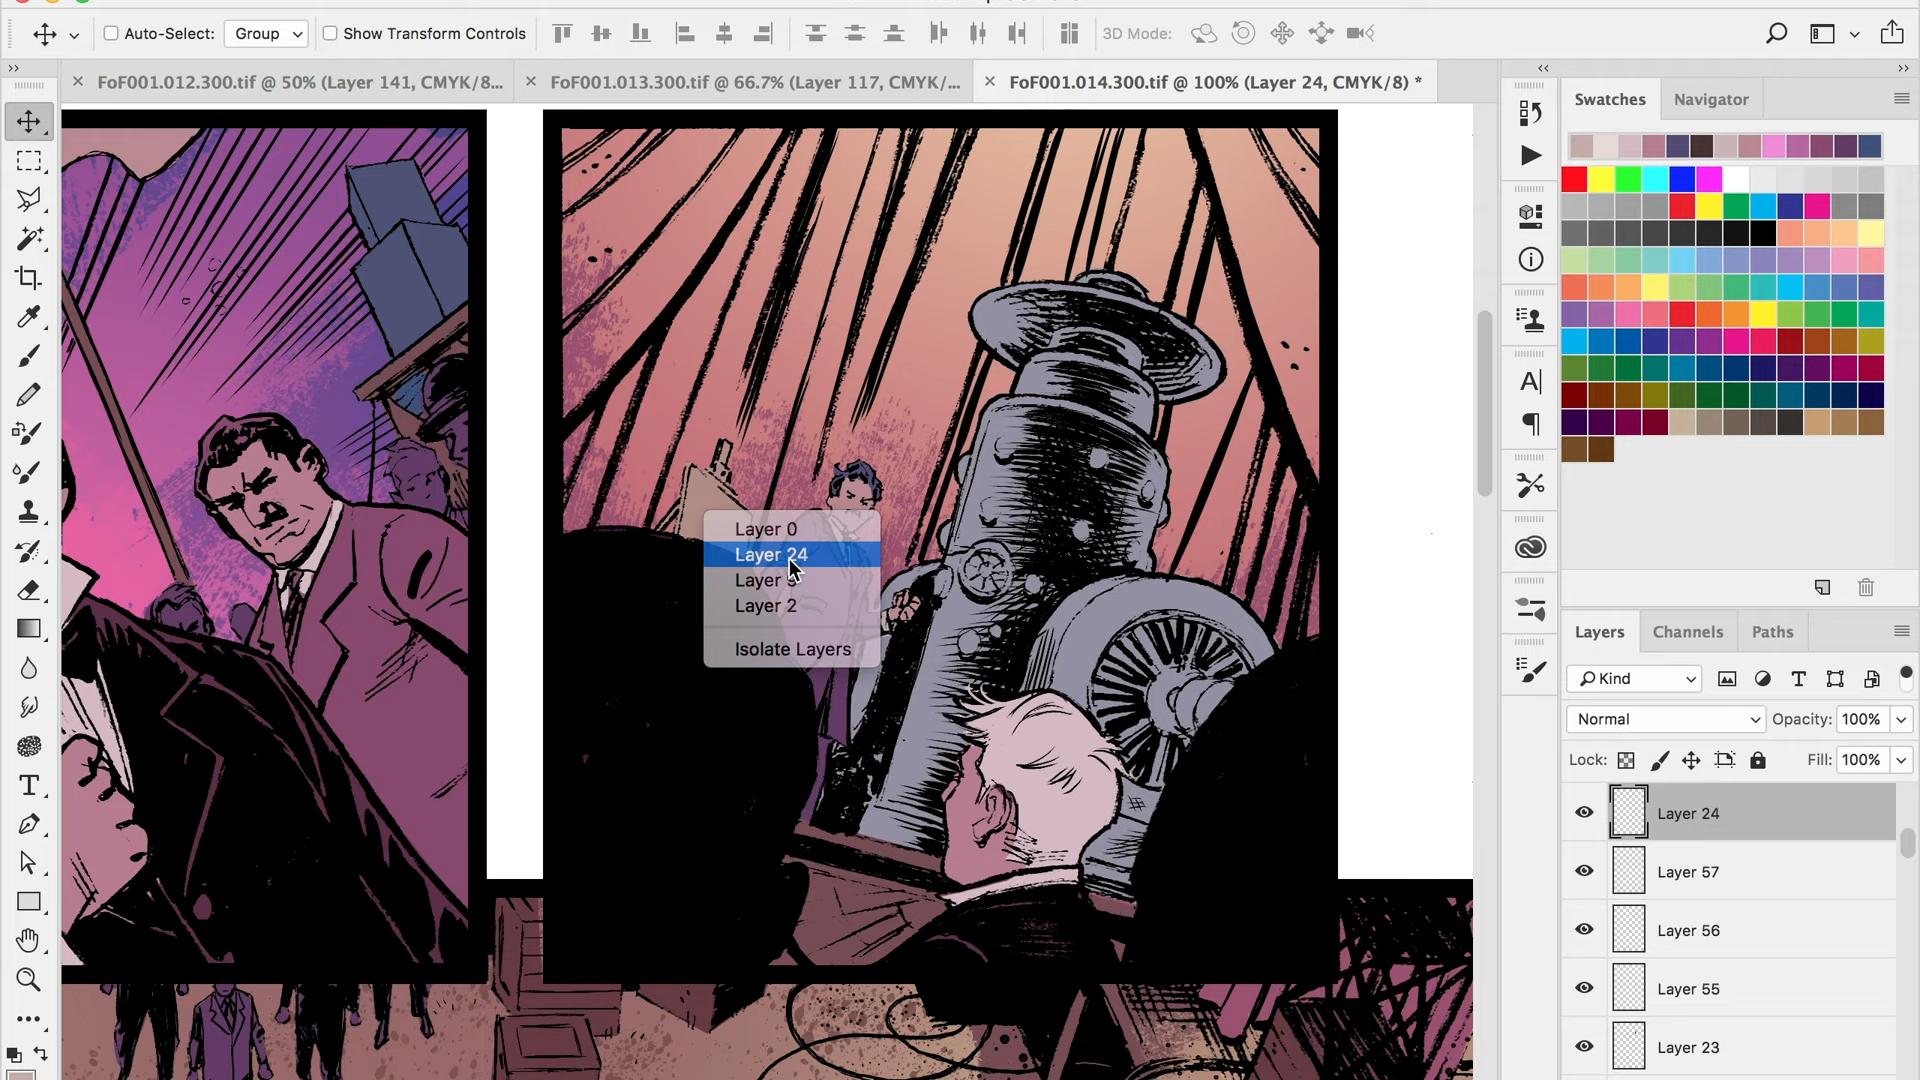 Auto-Select:
Group
Show Transform Controls
3D Mode:
FoF001.012.300.tif @ 50% (Layer 141, CMYK/8...
FoF001.013.300.tif @ 66.7% (Layer 117, CMYK/...
FoF001.014.300.tif @ 100% (Layer 24, CMYK/8) *
Swatches
Navigator
Layer 0
Layer 24
Layer
Layer 2
Isolate Layers
Layers
Channels
Paths
Kind
Normal
Opacity: 100%
Lock:
Fill: 100%
Layer 24
Layer 57
Layer 56
Layer 55
Layer 23